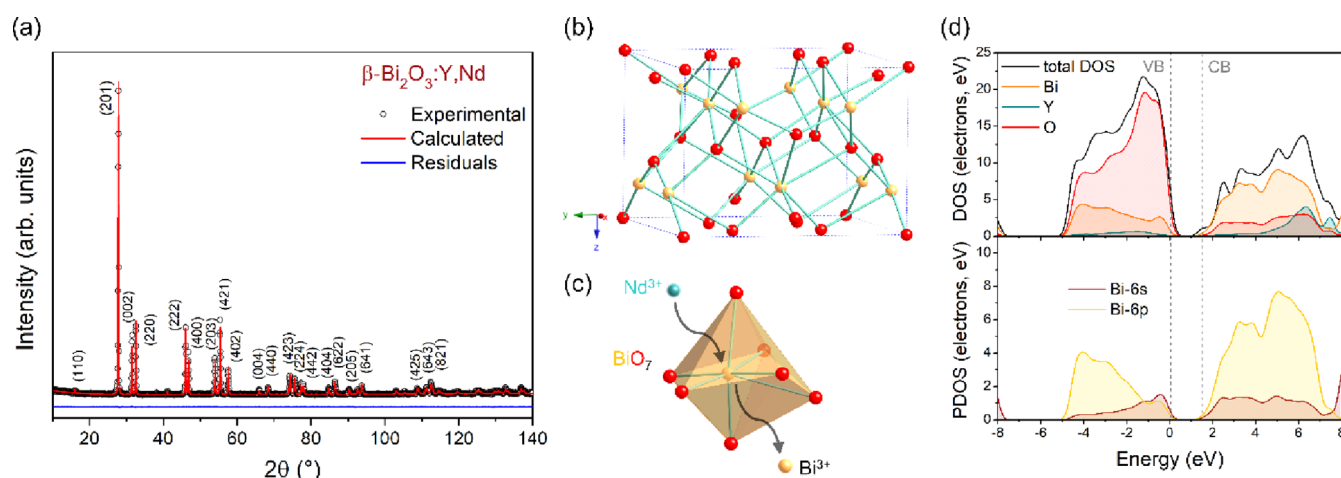 (a)
β-Bi₂O₃:Y,Nd
Experimental
Calculated
Residuals
Intensity (arb. units)
(110)
(201)
(002)
(220)
(222)
(400)
(203)
(421)
(402)
(004)
(440)
(423)
(224)
(442)
(404)
(622)
(205)
(641)
(425)
(643)
(821)
20 40 60 80 100 120 140
2θ (°)
(b)
y x
z
(c)
Nd³⁺
BiO₇
Bi³⁺
(d)
25
20
15
10
5
0
DOS (electrons, eV)
total DOS
Bi
Y
O
VB
CB
10
8
6
4
2
0
PDOS (electrons, eV)
Bi-6s
Bi-6p
-8 -6 -4 -2 0 2 4 6 8
Energy (eV)